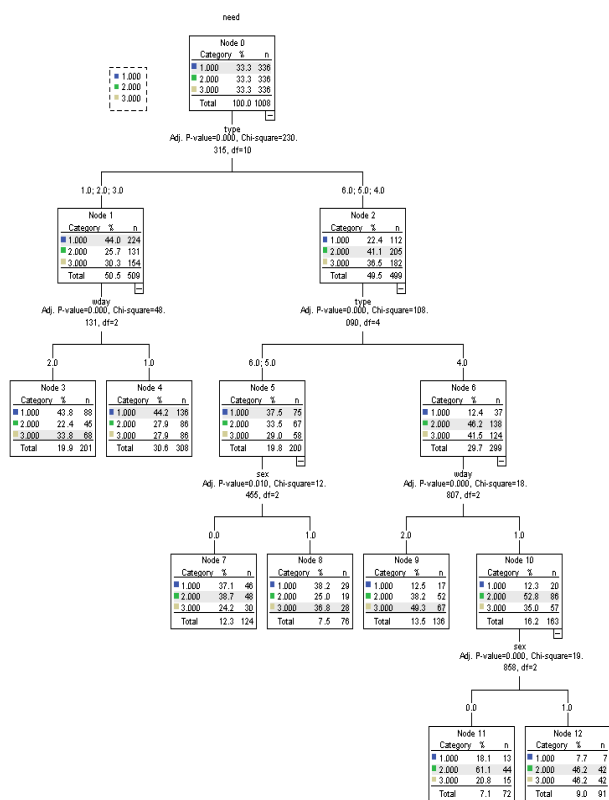 need
Node 0
Category % n
1.000 33.3 336
2.000 33.3 336
3.000 33.3 336
Total 100.0 1008
1.000
2.000
3.000
type
Adj. P-value=0.000, Chi-square=230.
315, df=10
1.0; 2.0; 3.0
6.0; 5.0; 4.0
Node 1
Category % n
1.000 44.0 224
2.000 25.7 131
3.000 30.3 154
Total 50.5 509
Node 2
Category % n
1.000 22.4 112
2.000 41.1 205
3.000 36.5 182
Total 49.5 499
wday
Adj. P-value=0.000, Chi-square=48.
131, df=2
type
Adj. P-value=0.000, Chi-square=108.
090, df=4
2.0
1.0
6.0; 5.0
4.0
Node 3
Category % n
1.000 43.8 88
2.000 22.4 45
3.000 33.8 68
Total 19.9 201
Node 4
Category % n
1.000 44.2 136
2.000 27.9 86
3.000 27.9 86
Total 30.6 308
Node 5
Category % n
1.000 37.5 75
2.000 33.5 67
3.000 29.0 58
Total 19.8 200
Node 6
Category % n
1.000 12.4 37
2.000 46.2 138
3.000 41.5 124
Total 29.7 299
sex
Adj. P-value=0.010, Chi-square=12.
455, df=2
wday
Adj. P-value=0.000, Chi-square=18.
807, df=2
0.0
1.0
2.0
1.0
Node 7
Category % n
1.000 37.1 46
2.000 38.7 48
3.000 24.2 30
Total 12.3 124
Node 8
Category % n
1.000 38.2 29
2.000 25.0 19
3.000 36.8 28
Total 7.5 76
Node 9
Category % n
1.000 12.5 17
2.000 38.2 52
3.000 49.3 67
Total 13.5 136
Node 10
Category % n
1.000 12.3 20
2.000 52.8 86
3.000 35.0 57
Total 16.2 163
sex
Adj. P-value=0.000, Chi-square=19.
858, df=2
0.0
1.0
Node 11
Category % n
1.000 18.1 13
2.000 61.1 44
3.000 20.8 15
Total 7.1 72
Node 12
Category % n
1.000 7.7 7
2.000 46.2 42
3.000 46.2 42
Total 9.0 91